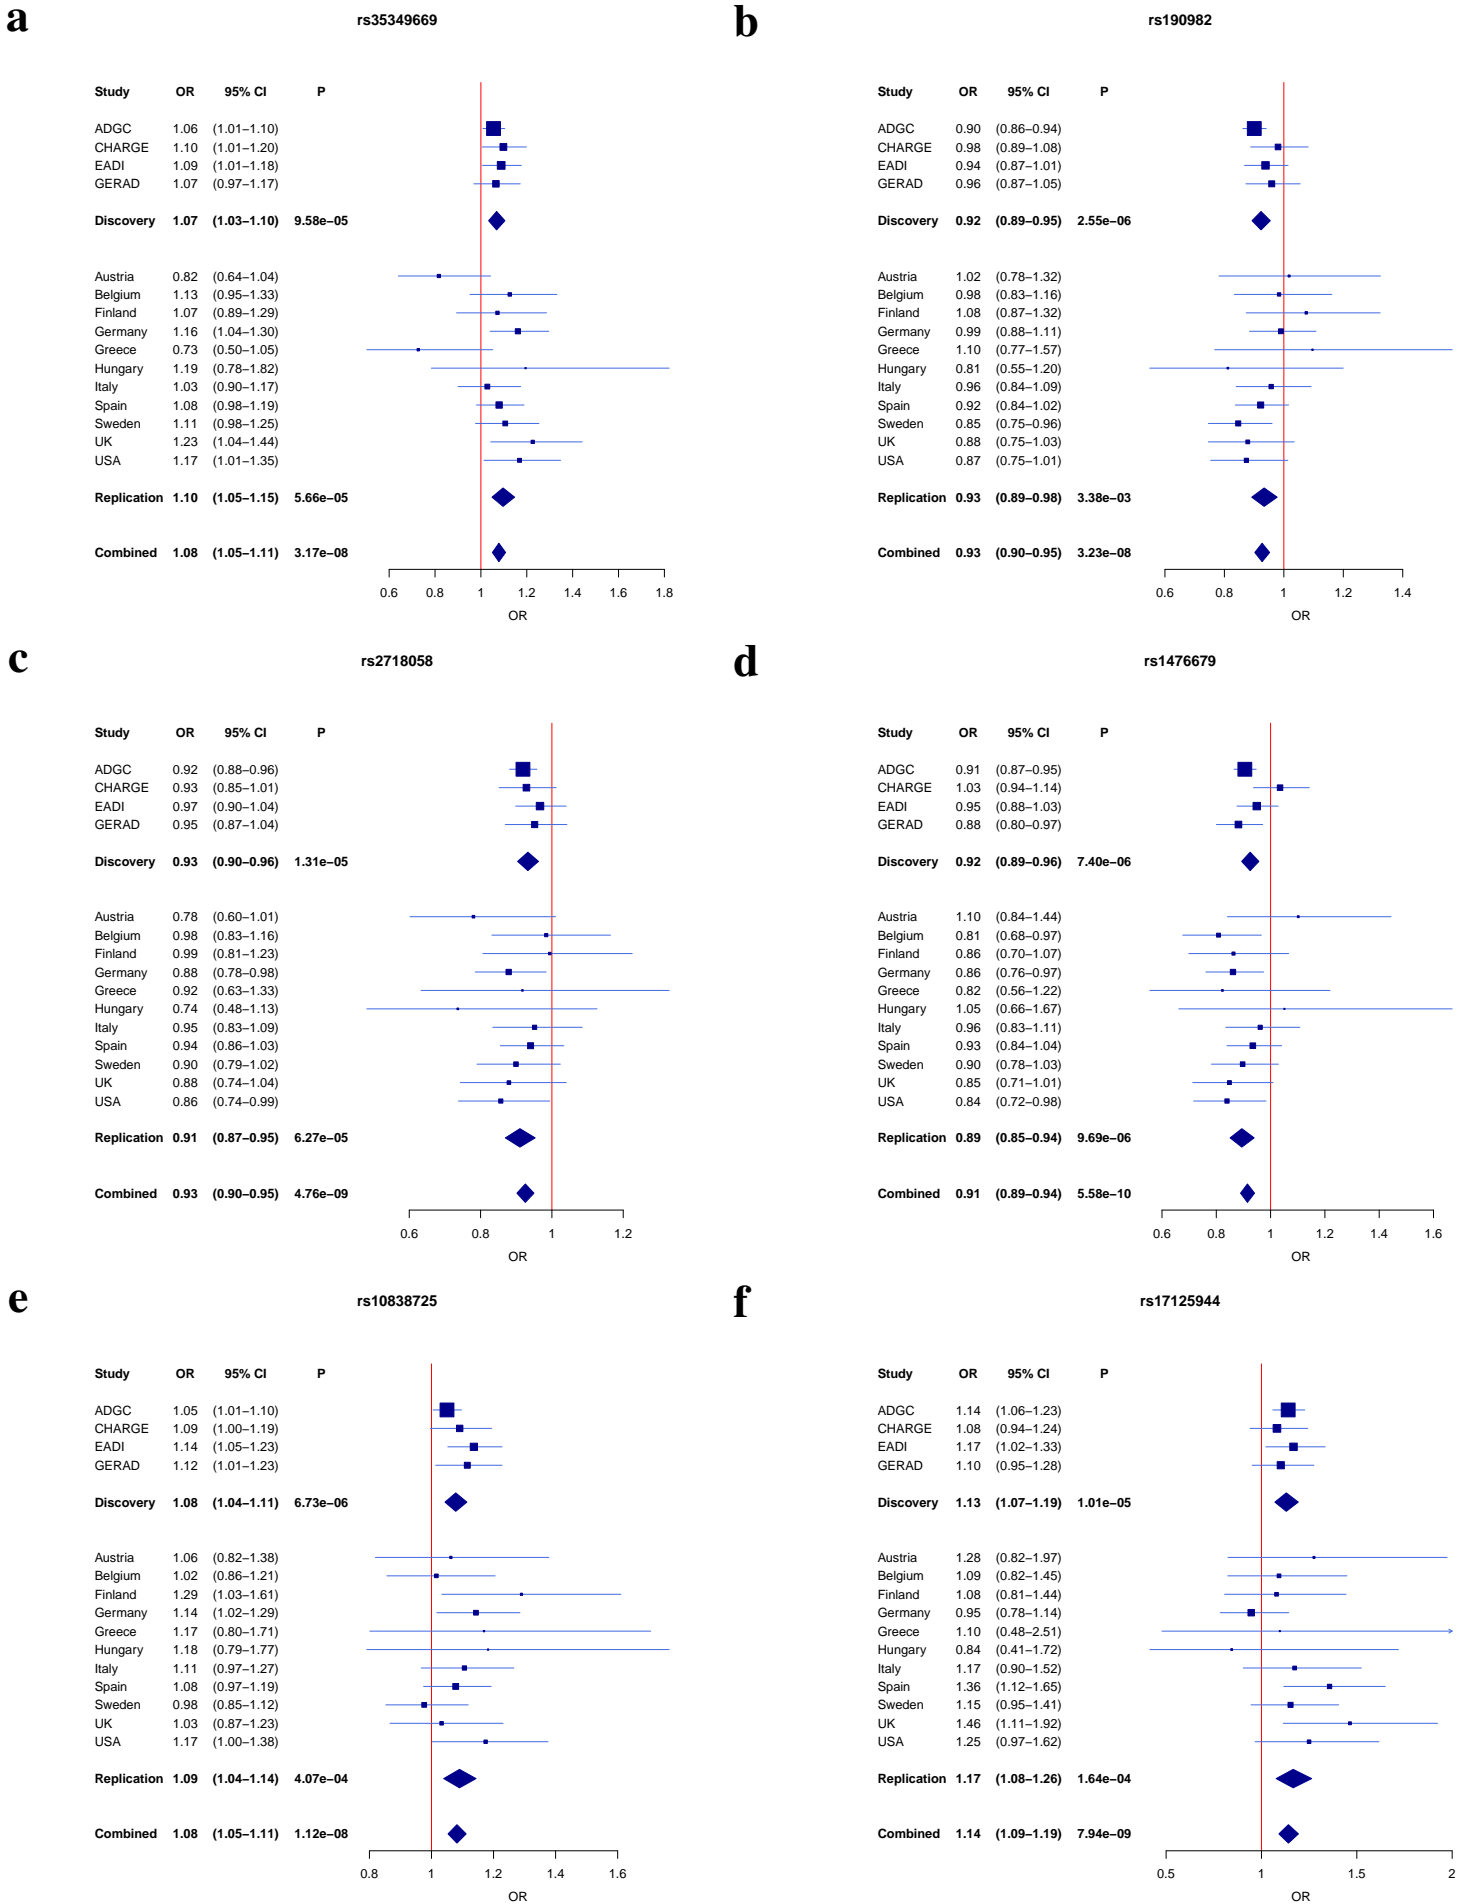 a
rs35349669
Study OR 95% CI P
ADGC 1.06 (1.01–1.10)
CHARGE 1.10 (1.01–1.20)
EADI 1.09 (1.01–1.18)
GERAD 1.07 (0.97–1.17)
Discovery 1.07 (1.03–1.10) 9.58e−05
Austria 0.82 (0.64–1.04)
Belgium 1.13 (0.95–1.33)
Finland 1.07 (0.89–1.29)
Germany 1.16 (1.04–1.30)
Greece 0.73 (0.50–1.05)
Hungary 1.19 (0.78–1.82)
Italy 1.03 (0.90–1.17)
Spain 1.08 (0.98–1.19)
Sweden 1.11 (0.98–1.25)
UK 1.23 (1.04–1.44)
USA 1.17 (1.01–1.35)
Replication 1.10 (1.05–1.15) 5.66e−05
Combined 1.08 (1.05–1.11) 3.17e−08
0.6 0.8 1 1.2 1.4 1.6 1.8
OR
b
rs190982
Study OR 95% CI P
ADGC 0.90 (0.86–0.94)
CHARGE 0.98 (0.89–1.08)
EADI 0.94 (0.87–1.01)
GERAD 0.96 (0.87–1.05)
Discovery 0.92 (0.89–0.95) 2.55e−06
Austria 1.02 (0.78–1.32)
Belgium 0.98 (0.83–1.16)
Finland 1.08 (0.87–1.32)
Germany 0.99 (0.88–1.11)
Greece 1.10 (0.77–1.57)
Hungary 0.81 (0.55–1.20)
Italy 0.96 (0.84–1.09)
Spain 0.92 (0.84–1.02)
Sweden 0.85 (0.75–0.96)
UK 0.88 (0.75–1.03)
USA 0.87 (0.75–1.01)
Replication 0.93 (0.89–0.98) 3.38e−03
Combined 0.93 (0.90–0.95) 3.23e−08
0.6 0.8 1 1.2 1.4
OR
c
rs2718058
Study OR 95% CI P
ADGC 0.92 (0.88–0.96)
CHARGE 0.93 (0.85–1.01)
EADI 0.97 (0.90–1.04)
GERAD 0.95 (0.87–1.04)
Discovery 0.93 (0.90–0.96) 1.31e−05
Austria 0.78 (0.60–1.01)
Belgium 0.98 (0.83–1.16)
Finland 0.99 (0.81–1.23)
Germany 0.88 (0.78–0.98)
Greece 0.92 (0.63–1.33)
Hungary 0.74 (0.48–1.13)
Italy 0.95 (0.83–1.09)
Spain 0.94 (0.86–1.03)
Sweden 0.90 (0.79–1.02)
UK 0.88 (0.74–1.04)
USA 0.86 (0.74–0.99)
Replication 0.91 (0.87–0.95) 6.27e−05
Combined 0.93 (0.90–0.95) 4.76e−09
0.6 0.8 1 1.2
OR
d
rs1476679
Study OR 95% CI P
ADGC 0.91 (0.87–0.95)
CHARGE 1.03 (0.94–1.14)
EADI 0.95 (0.88–1.03)
GERAD 0.88 (0.80–0.97)
Discovery 0.92 (0.89–0.96) 7.40e−06
Austria 1.10 (0.84–1.44)
Belgium 0.81 (0.68–0.97)
Finland 0.86 (0.70–1.07)
Germany 0.86 (0.76–0.97)
Greece 0.82 (0.56–1.22)
Hungary 1.05 (0.66–1.67)
Italy 0.96 (0.83–1.11)
Spain 0.93 (0.84–1.04)
Sweden 0.90 (0.78–1.03)
UK 0.85 (0.71–1.01)
USA 0.84 (0.72–0.98)
Replication 0.89 (0.85–0.94) 9.69e−06
Combined 0.91 (0.89–0.94) 5.58e−10
0.6 0.8 1 1.2 1.4 1.6
OR
e
rs10838725
Study OR 95% CI P
ADGC 1.05 (1.01–1.10)
CHARGE 1.09 (1.00–1.19)
EADI 1.14 (1.05–1.23)
GERAD 1.12 (1.01–1.23)
Discovery 1.08 (1.04–1.11) 6.73e−06
Austria 1.06 (0.82–1.38)
Belgium 1.02 (0.86–1.21)
Finland 1.29 (1.03–1.61)
Germany 1.14 (1.02–1.29)
Greece 1.17 (0.80–1.71)
Hungary 1.18 (0.79–1.77)
Italy 1.11 (0.97–1.27)
Spain 1.08 (0.97–1.19)
Sweden 0.98 (0.85–1.12)
UK 1.03 (0.87–1.23)
USA 1.17 (1.00–1.38)
Replication 1.09 (1.04–1.14) 4.07e−04
Combined 1.08 (1.05–1.11) 1.12e−08
0.8 1 1.2 1.4 1.6
OR
f
rs17125944
Study OR 95% CI P
ADGC 1.14 (1.06–1.23)
CHARGE 1.08 (0.94–1.24)
EADI 1.17 (1.02–1.33)
GERAD 1.10 (0.95–1.28)
Discovery 1.13 (1.07–1.19) 1.01e−05
Austria 1.28 (0.82–1.97)
Belgium 1.09 (0.82–1.45)
Finland 1.08 (0.81–1.44)
Germany 0.95 (0.78–1.14)
Greece 1.10 (0.48–2.51)
Hungary 0.84 (0.41–1.72)
Italy 1.17 (0.90–1.52)
Spain 1.36 (1.12–1.65)
Sweden 1.15 (0.95–1.41)
UK 1.46 (1.11–1.92)
USA 1.25 (0.97–1.62)
Replication 1.17 (1.08–1.26) 1.64e−04
Combined 1.14 (1.09–1.19) 7.94e−09
0.5 1 1.5 2
OR